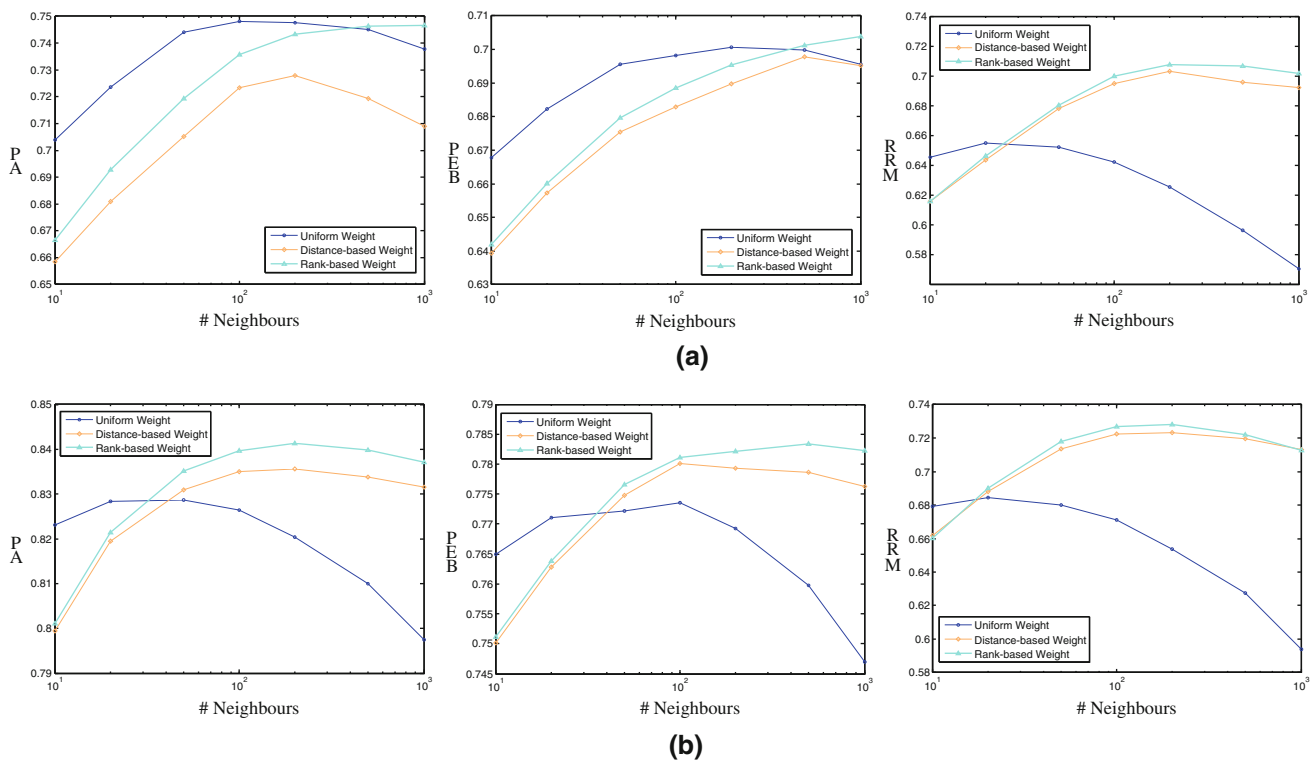 0.75
0.74
0.73
0.72
0.71
0.7
0.69
0.68
0.67
0.66
0.65
P
A
Uniform Weight
Distance-based Weight
Rank-based Weight
10^1
10^2
10^3
# Neighbours
0.71
0.7
0.69
0.68
0.67
0.66
0.65
0.64
0.63
P
E
B
Uniform Weight
Distance-based Weight
Rank-based Weight
10^1
10^2
10^3
# Neighbours
0.74
0.72
0.7
0.68
0.66
0.64
0.62
0.6
0.58
R
R
M
Uniform Weight
Distance-based Weight
Rank-based Weight
10^1
10^2
10^3
# Neighbours
(a)
0.85
0.84
0.83
0.82
0.81
0.8
0.79
P
A
Uniform Weight
Distance-based Weight
Rank-based Weight
10^1
10^2
10^3
# Neighbours
0.79
0.785
0.78
0.775
0.77
0.765
0.76
0.755
0.75
0.745
P
E
B
Uniform Weight
Distance-based Weight
Rank-based Weight
10^1
10^2
10^3
# Neighbours
0.74
0.72
0.7
0.68
0.66
0.64
0.62
0.6
0.58
R
R
M
Uniform Weight
Distance-based Weight
Rank-based Weight
10^1
10^2
10^3
# Neighbours
(b)